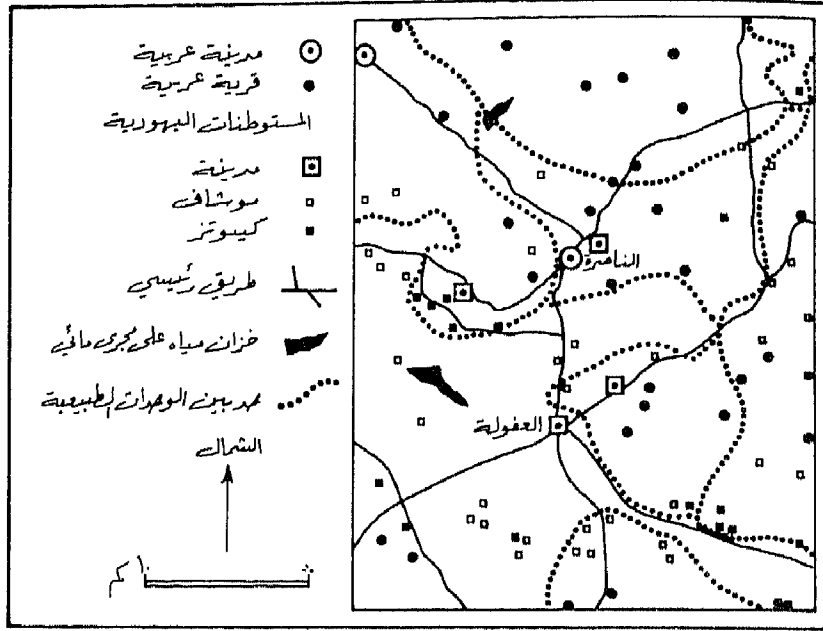 مدينة عربية
قرية عربية
المستوطنات اليهودية
مدينة
موشاف
كيبوتز
طريق رئيسي
خزان مياه على مجرى مائي
حد بين الوحدات الطبيعية
الشمال
١٠ كم
الناصرة
العفولة